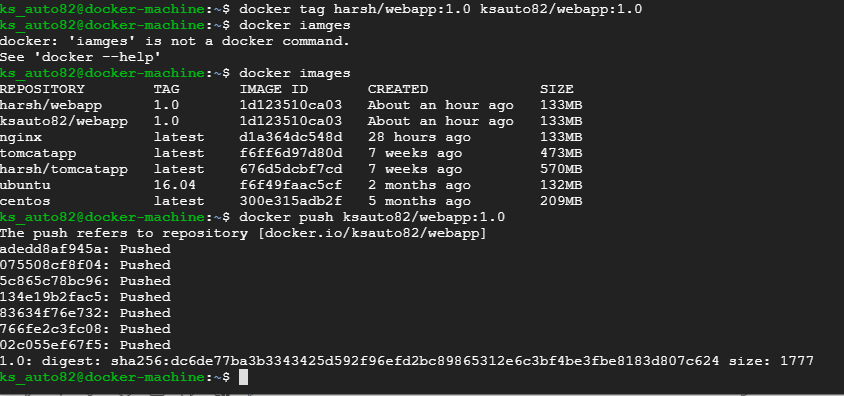 ks_auto82@docker-machine:~$ docker tag harsh/webapp:1.0 ksauto82/webapp:1.0
ks_auto82@docker-machine:~$ docker iamges
docker: 'iamges' is not a docker command.
See 'docker --help'
ks_auto82@docker-machine:~$ docker images
REPOSITORY TAG IMAGE ID CREATED SIZE
harsh/webapp 1.0 1d123510ca03 About an hour ago 133MB
ksauto82/webapp 1.0 1d123510ca03 About an hour ago 133MB
nginx latest d1a364dc548d 28 hours ago 133MB
tomcatapp latest f6ff6d97d80d 7 weeks ago 473MB
harsh/tomcatapp latest 676d5dcbf7cd 7 weeks ago 570MB
ubuntu 16.04 f6f49faac5cf 2 months ago 132MB
centos latest 300e315adb2f 5 months ago 209MB
ks_auto82@docker-machine:~$ docker push ksauto82/webapp:1.0
The push refers to repository [docker.io/ksauto82/webapp]
adedd8af945a: Pushed
075508cf8f04: Pushed
5c865c78bc96: Pushed
134e19b2fac5: Pushed
83634f76e732: Pushed
766fe2c3fc08: Pushed
02c055ef67f5: Pushed
1.0: digest: sha256:dc6de77ba3b3343425d592f96efd2bc89865312e6c3bf4be3fbe8183d807c624 size: 1777
ks_auto82@docker-machine:~$